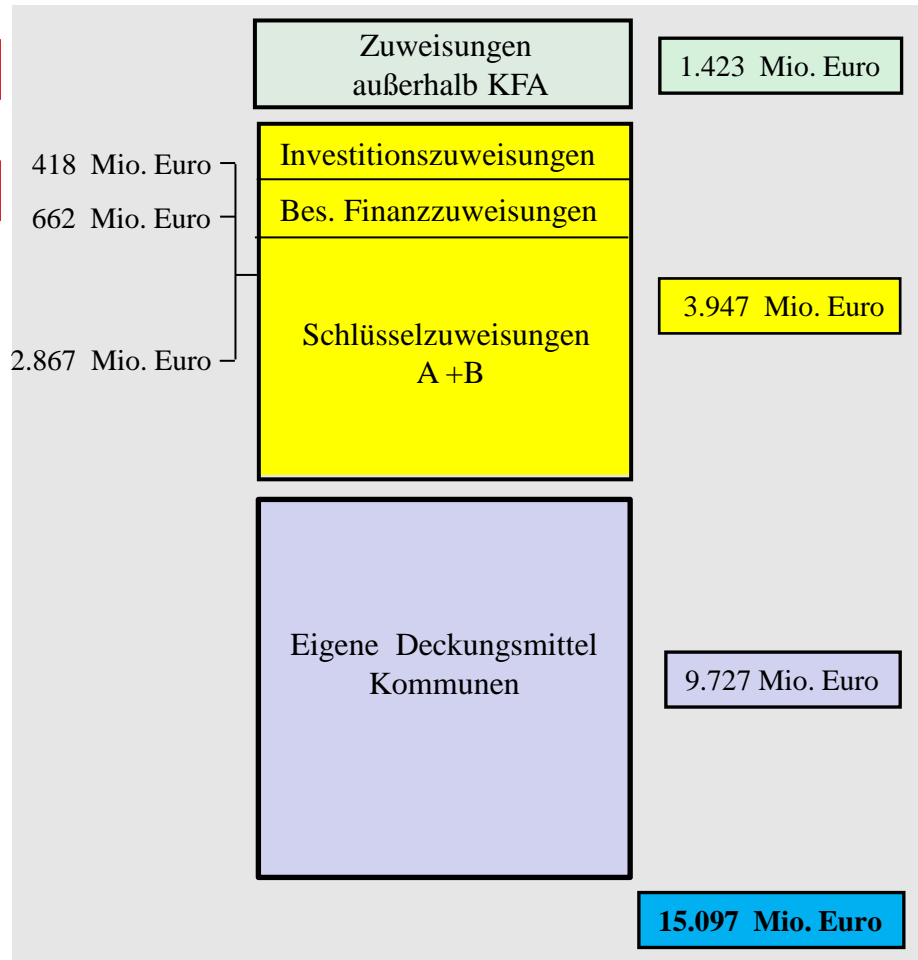 Zuweisungen
außerhalb KFA
1.423 Mio. Euro
418 Mio. Euro
Investitionszuweisungen
662 Mio. Euro
Bes. Finanzzuweisungen
3.947 Mio. Euro
2.867 Mio. Euro
Schlüsselzuweisungen
A +B
Eigene Deckungsmittel
Kommunen
9.727 Mio. Euro
15.097 Mio. Euro